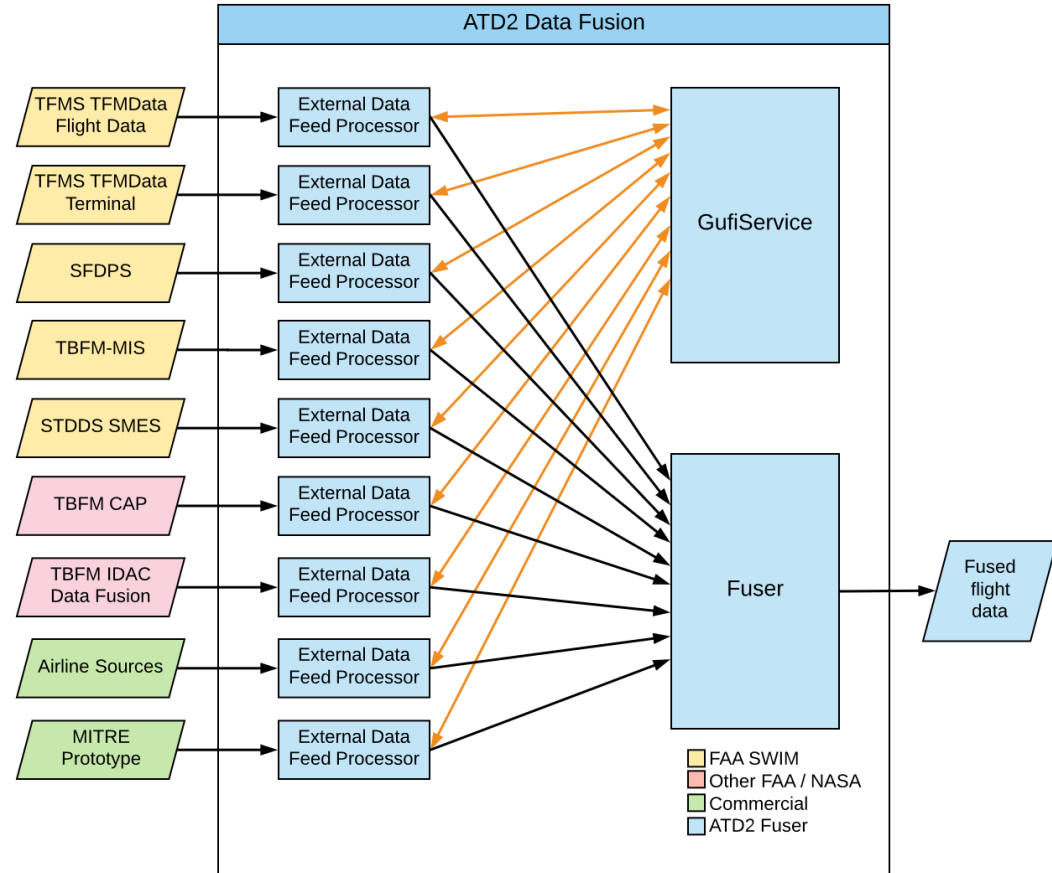 ATD2 Data Fusion
TFMS TFMData
Flight Data
External Data
Feed Processor
TFMS TFMData
Terminal
External Data
Feed Processor
GufiService
SFDPS
External Data
Feed Processor
TBFM-MIS
External Data
Feed Processor
STDDS SMES
External Data
Feed Processor
TBFM CAP
External Data
Feed Processor
TBFM IDAC
Data Fusion
External Data
Feed Processor
Fuser
Fused
flight
data
Airline Sources
External Data
Feed Processor
MITRE
Prototype
External Data
Feed Processor
FAA SWIM
Other FAA / NASA
Commercial
ATD2 Fuser